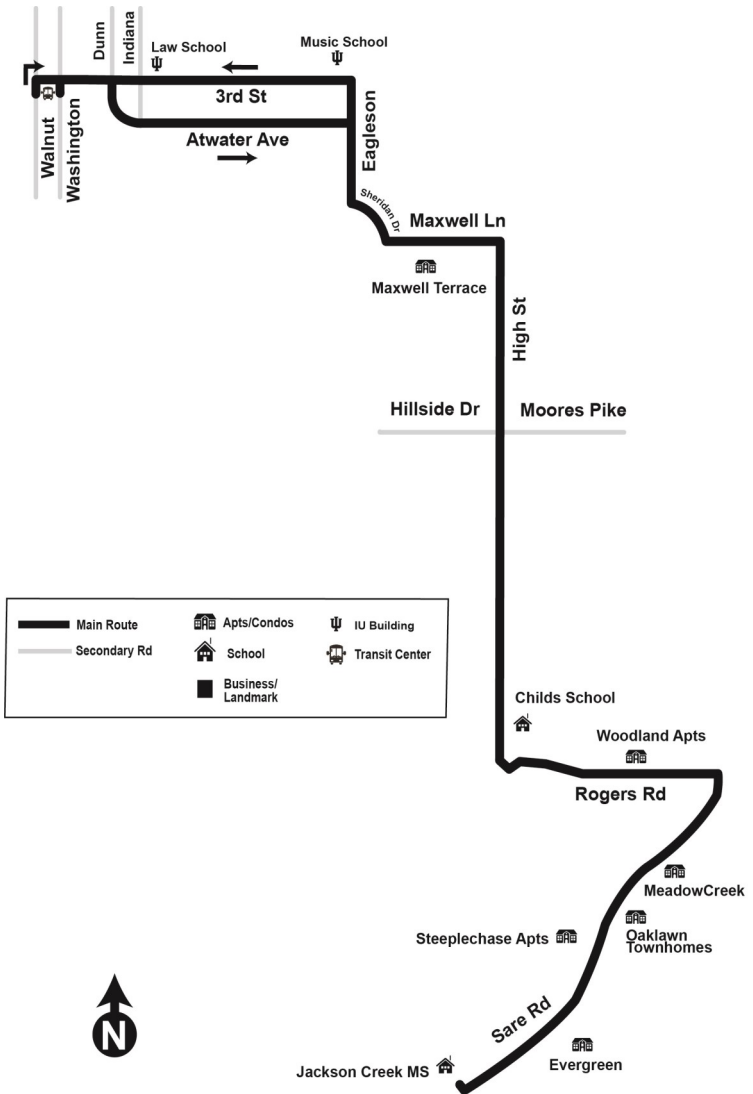 Dunn
Indiana
Law School
Music School
3rd St
Walnut
Washington
Atwater Ave
Eagleson
Sheridan Dr
Maxwell Ln
Maxwell Terrace
High St
Hillside Dr
Moores Pike
Main Route
Secondary Rd
Apts/Condos
School
Business/
Landmark
IU Building
Transit Center
Childs School
Woodland Apts
Rogers Rd
MeadowCreek
Steeplechase Apts
Oaklawn
Townhomes
Sare Rd
Evergreen
Jackson Creek MS
N